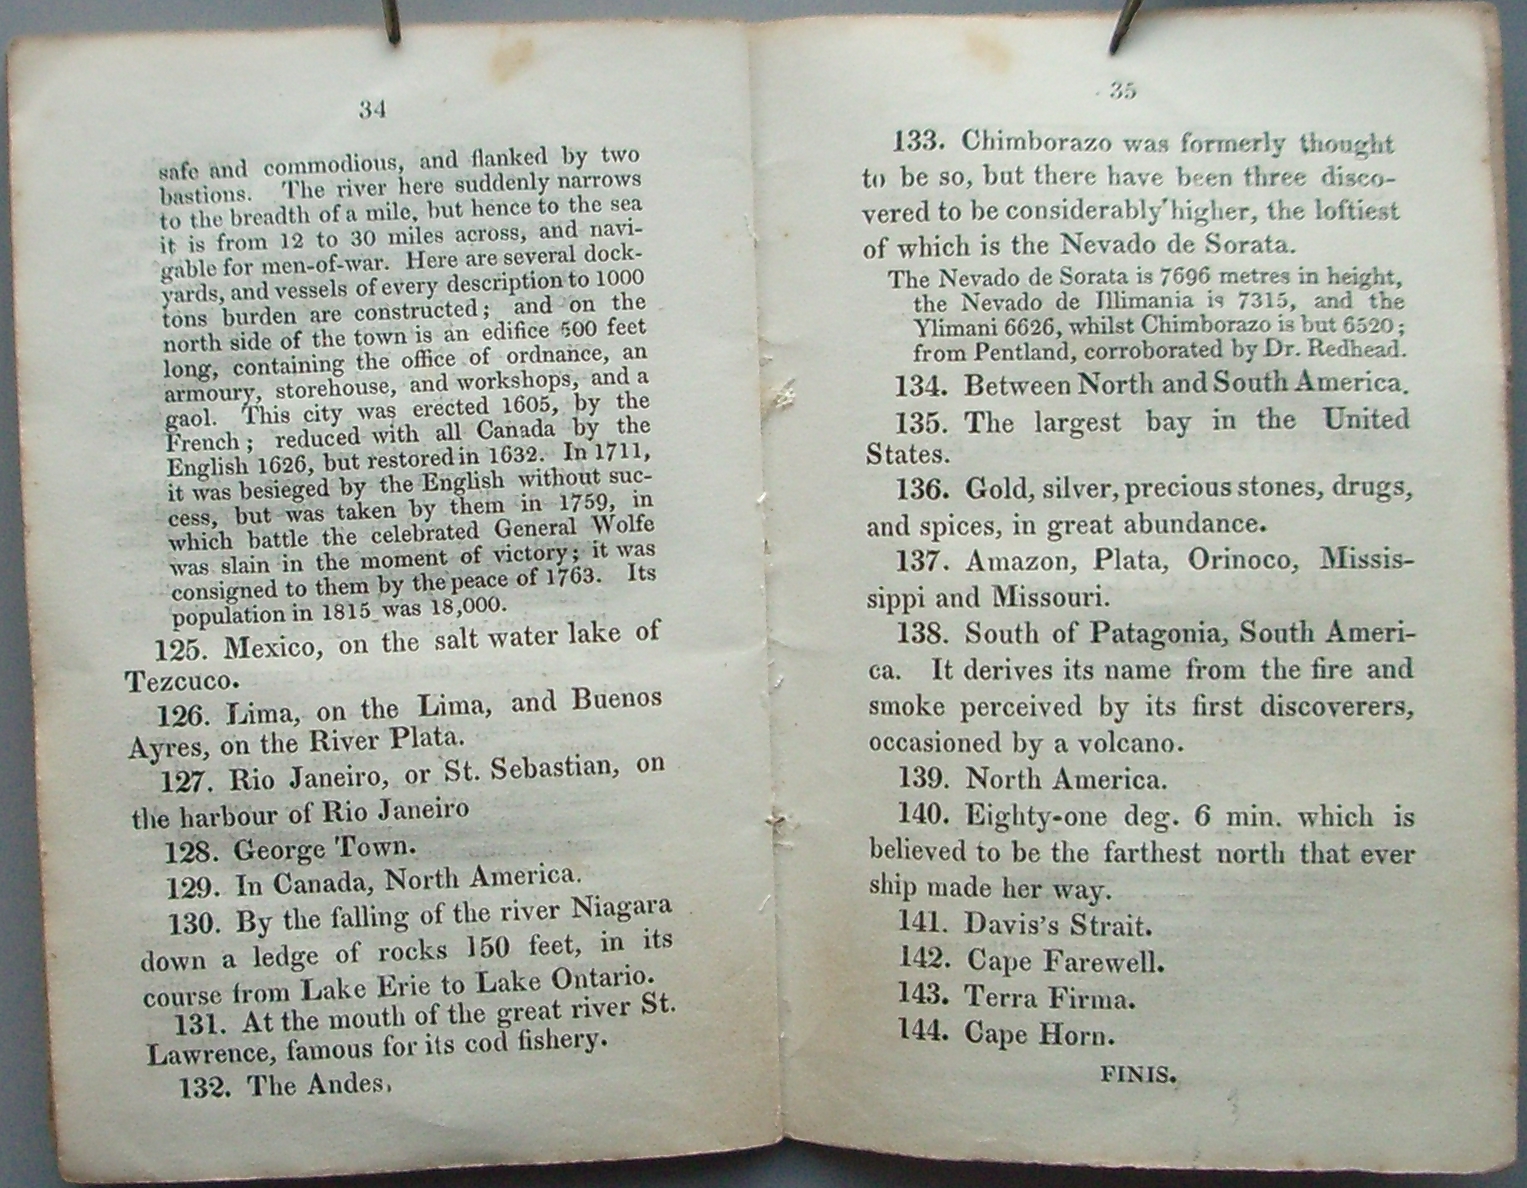 34
safe and commodious, and flanked by two
bastions. The river here suddenly narrows
to the breadth of a mile, but hence to the sea
it is from 12 to 30 miles across, and navi-
gable for men-of-war. Here are several dock-
yards, and vessels of every description to 1000
tons burden are constructed; and on the
north side of the town is an edifice 500 feet
long, containing the office of ordnance, an
armoury, storehouse, and workshops, and a
gaol. This city was erected 1605, by the
French; reduced with all Canada by the
English 1626, but restored in 1632. In 1711,
it was besieged by the English without suc-
cess, but was taken by them in 1759, in
which battle the celebrated General Wolfe
was slain in the moment of victory; it was
consigned to them by the peace of 1763. Its
population in 1815 was 18,000.
125. Mexico, on the salt water lake of
Tezcuco.
126. Lima, on the Lima, and Buenos
Ayres, on the River Plata.
127. Rio Janeiro, or St. Sebastian, on
the harbour of Rio Janeiro
128. George Town.
129. In Canada, North America.
130. By the falling of the river Niagara
down a ledge of rocks 150 feet, in its
course from Lake Erie to Lake Ontario.
131. At the mouth of the great river St.
Lawrence, famous for its cod fishery.
132. The Andes.
35
133. Chimborazo was formerly thought
to be so, but there have been three disco-
vered to be considerably higher, the loftiest
of which is the Nevado de Sorata.
The Nevado de Sorata is 7696 metres in height,
the Nevado de Illimania is 7315, and the
Ylimani 6626, whilst Chimborazo is but 6520;
from Pentland, corroborated by Dr. Redhead.
134. Between North and South America.
135. The largest bay in the United
States.
136. Gold, silver, precious stones, drugs,
and spices, in great abundance.
137. Amazon, Plata, Orinoco, Missis-
sippi and Missouri.
138. South of Patagonia, South Ameri-
ca. It derives its name from the fire and
smoke perceived by its first discoverers,
occasioned by a volcano.
139. North America.
140. Eighty-one deg. 6 min. which is
believed to be the farthest north that ever
ship made her way.
141. Davis's Strait.
142. Cape Farewell.
143. Terra Firma.
144. Cape Horn.
FINIS.